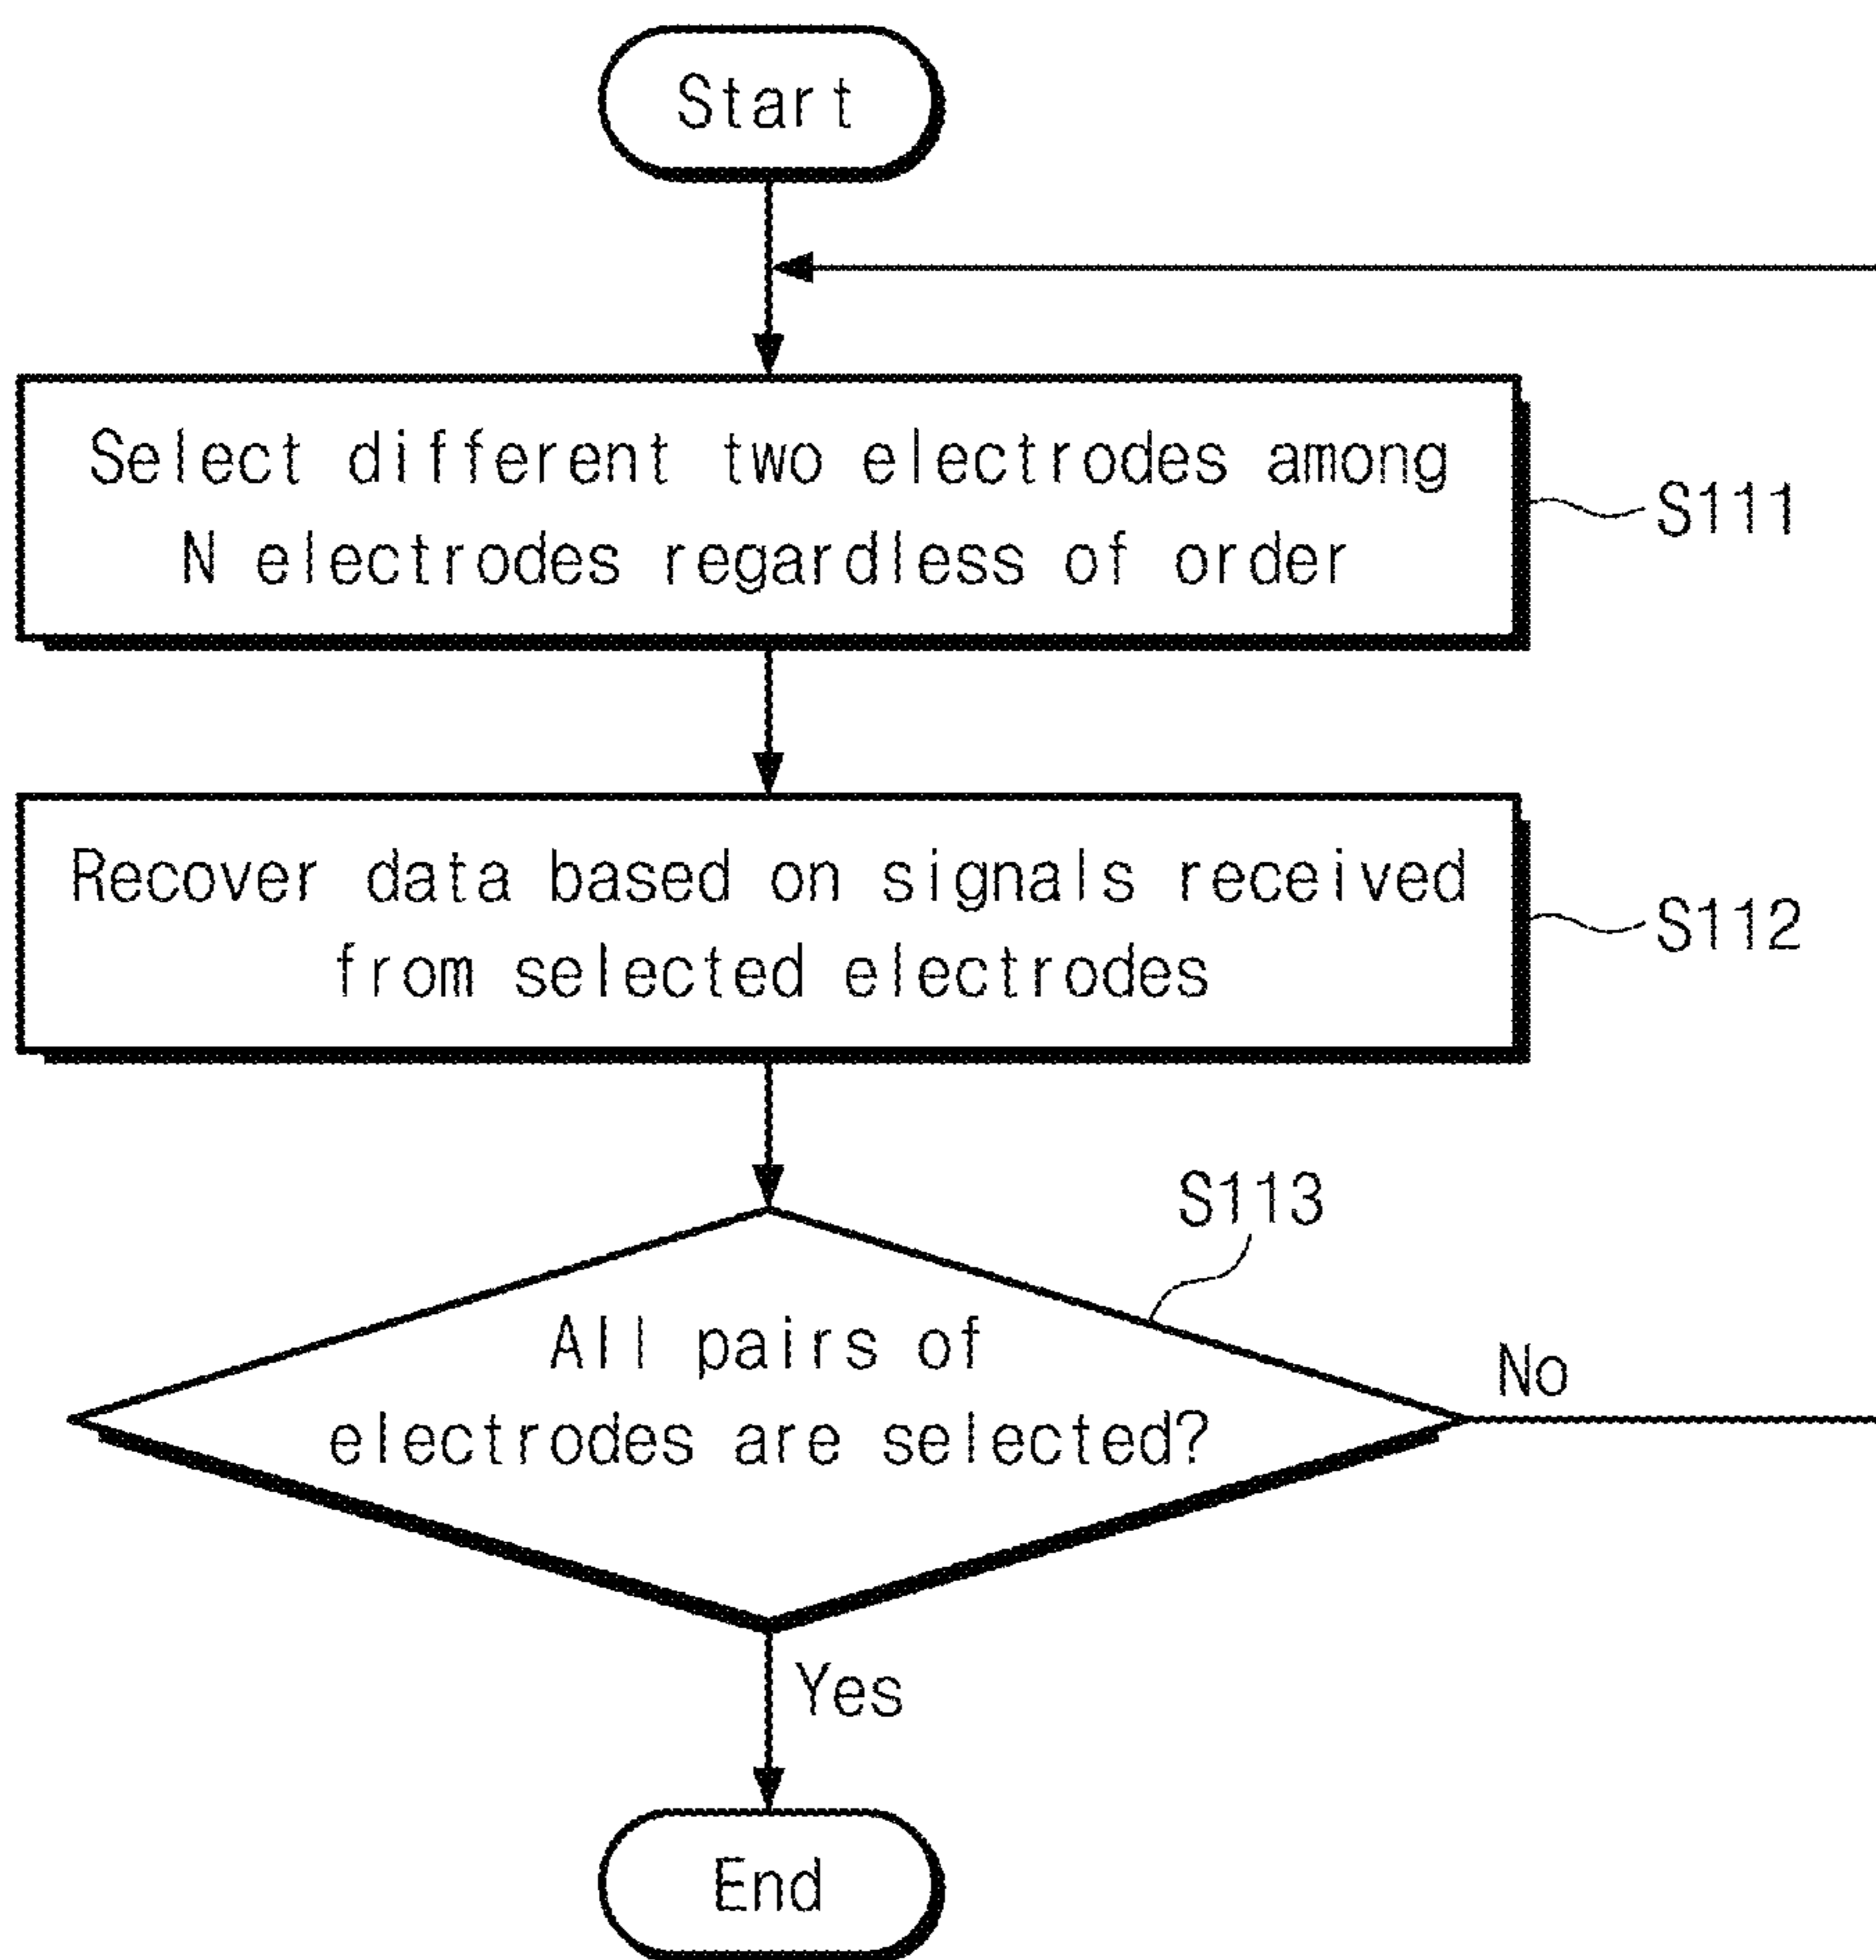 Start
Select different two electrodes among
N electrodes regardless of order
S111
Recover data based on signals received
from selected electrodes
S112
S113
All pairs of
electrodes are selected?
No
Yes
End